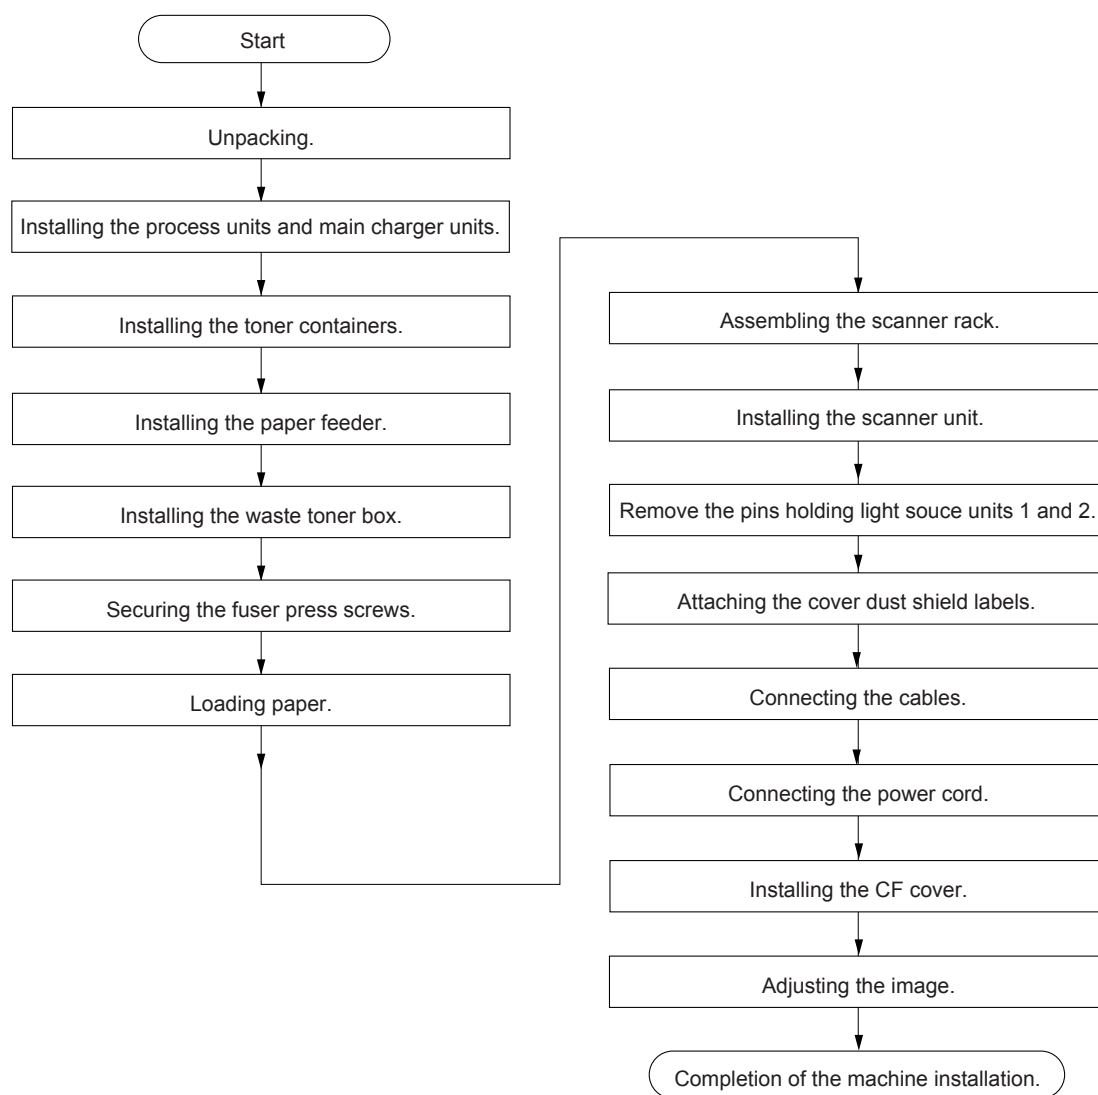 Start
Unpacking.
Installing the process units and main charger units.
Installing the toner containers.
Installing the paper feeder.
Installing the waste toner box.
Securing the fuser press screws.
Loading paper.
Assembling the scanner rack.
Installing the scanner unit.
Remove the pins holding light souce units 1 and 2.
Attaching the cover dust shield labels.
Connecting the cables.
Connecting the power cord.
Installing the CF cover.
Adjusting the image.
Completion of the machine installation.